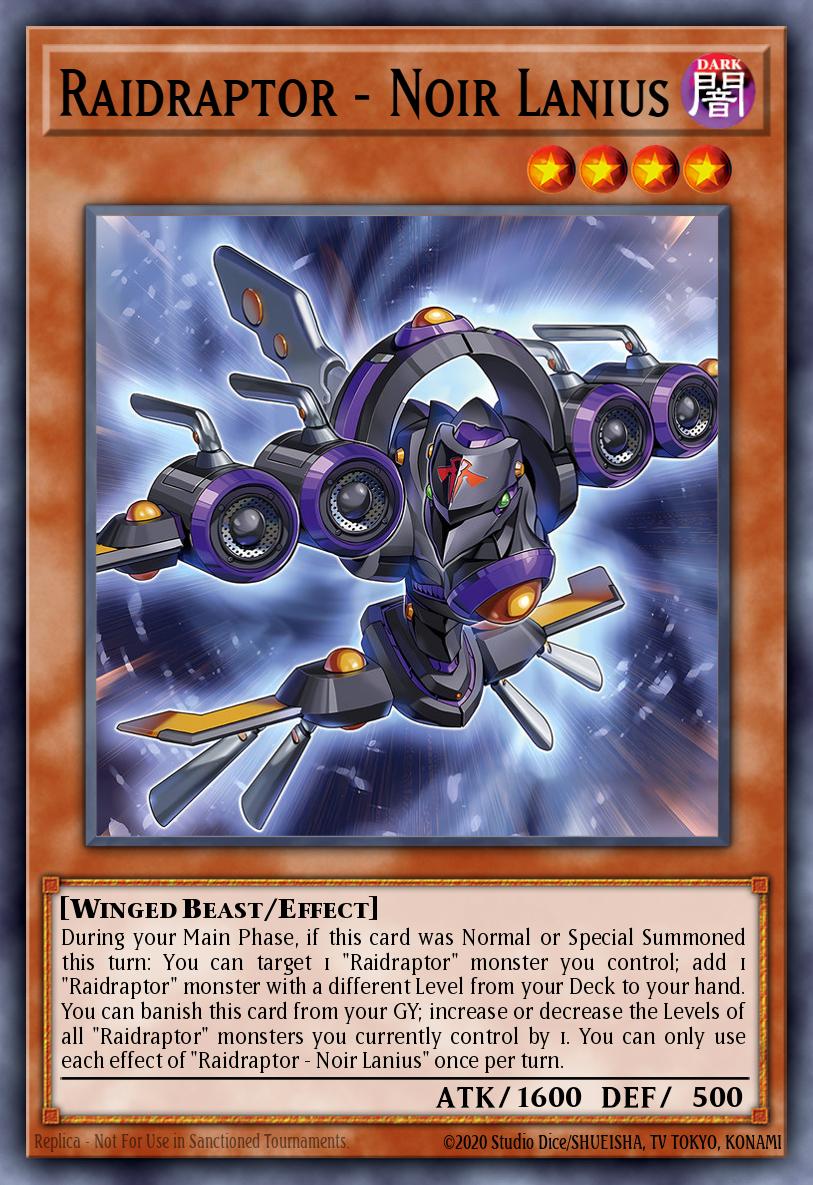 Raidraptor - Noir Lanius
DARK
闇
[Winged Beast/Effect]
During your Main Phase, if this card was Normal or Special Summoned
this turn: You can target 1 "Raidraptor" monster you control; add 1
"Raidraptor" monster with a different Level from your Deck to your hand.
You can banish this card from your GY; increase or decrease the Levels of
all "Raidraptor" monsters you currently control by 1. You can only use
each effect of "Raidraptor - Noir Lanius" once per turn.
ATK/1600 DEF/ 500
Replica - Not For Use in Sanctioned Tournaments.
©2020 Studio Dice/SHUEISHA, TV TOKYO, KONAMI